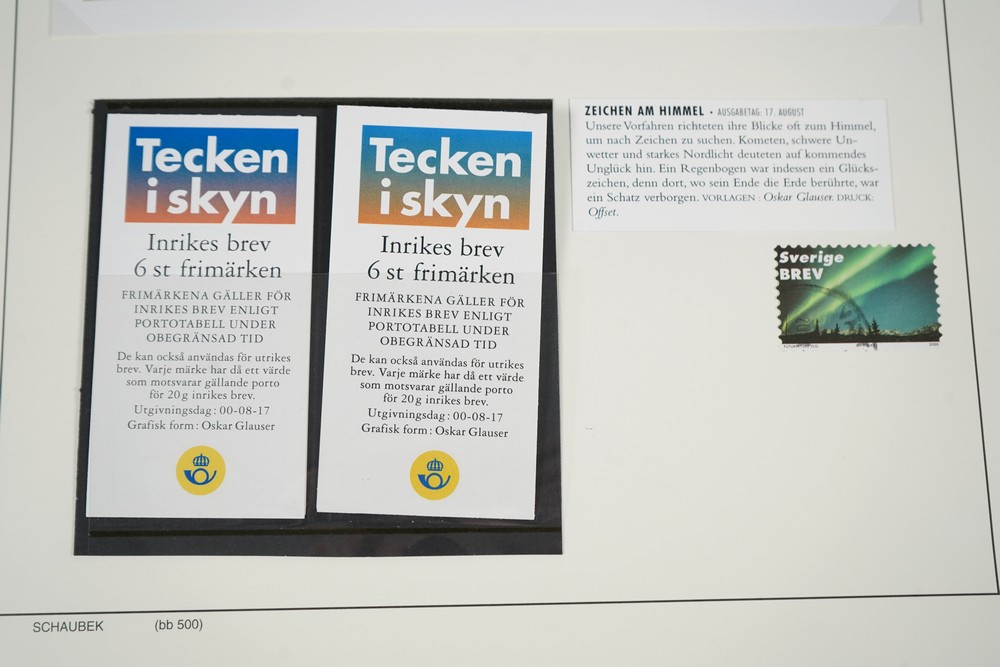 Tecken
i skyn
Inrikes brev
6 st frimärken
FRIMÄRKENA GÄLLER FÖR
INRIKES BREV ENLIGT
PORTOTABELL UNDER
OBEGRÄNSAD TID
De kan också användas för utrikes
brev. Varje märke har då ett värde
som motsvarar gällande porto
för 20 g inrikes brev.
Utgivningsdag: 00-08-17
Grafisk form: Oskar Glauser
Tecken
i skyn
Inrikes brev
6 st frimärken
FRIMÄRKENA GÄLLER FÖR
INRIKES BREV ENLIGT
PORTOTABELL UNDER
OBEGRÄNSAD TID
De kan också användas för utrikes
brev. Varje märke har då ett värde
som motsvarar gällande porto
för 20 g inrikes brev.
Utgivningsdag: 00-08-17
Grafisk form: Oskar Glauser
ZEICHEN AM HIMMEL • AUSGABETAG: 17. AUGUST
Unsere Vorfahren richteten ihre Blicke oft zum Himmel,
um nach Zeichen zu suchen. Kometen, schwere Un-
wetter und starkes Nordlicht deuteten auf kommendes
Unglück hin. Ein Regenbogen war indessen ein Glücks-
zeichen, denn dort, wo sein Ende die Erde berührte, war
ein Schatz verborgen. VORLAGEN: Oskar Glauser. DRUCK:
Offset.
Sverige
BREV
SCHAUBEK (bb 500)